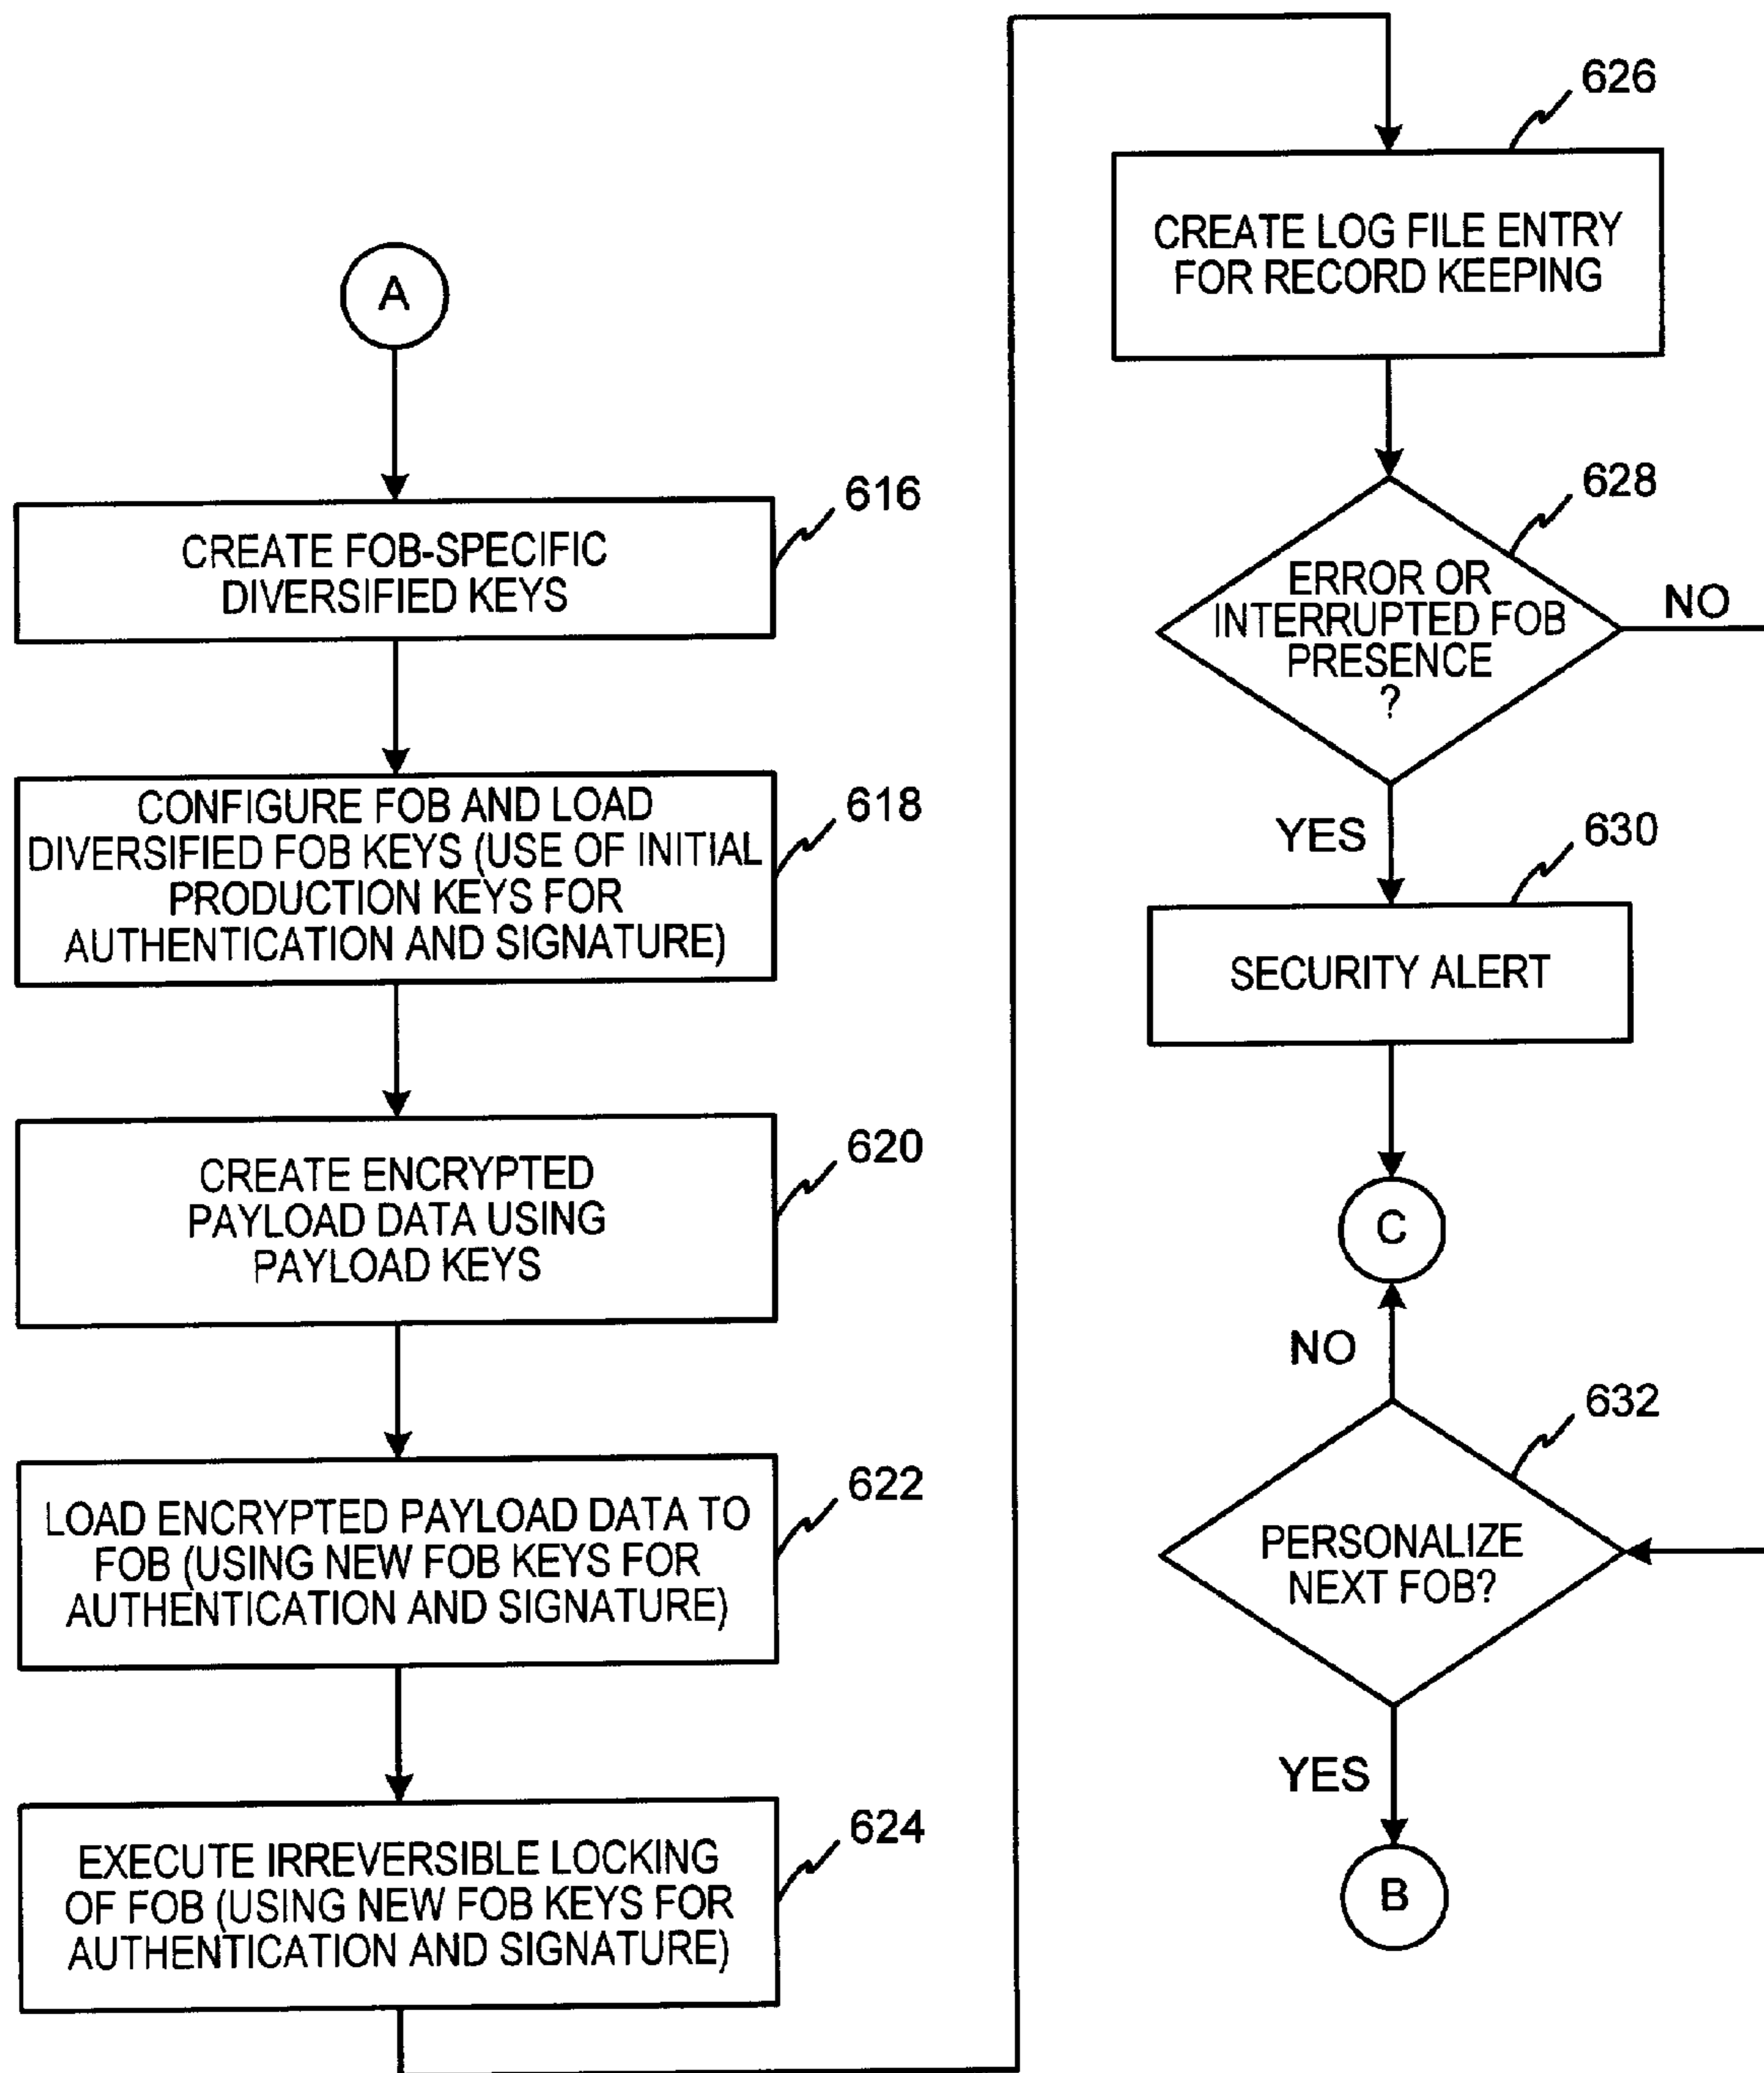 A
616
CREATE FOB-SPECIFIC
DIVERSIFIED KEYS
618
CONFIGURE FOB AND LOAD
DIVERSIFIED FOB KEYS (USE OF INITIAL
PRODUCTION KEYS FOR
AUTHENTICATION AND SIGNATURE)
620
CREATE ENCRYPTED
PAYLOAD DATA USING
PAYLOAD KEYS
622
LOAD ENCRYPTED PAYLOAD DATA TO
FOB (USING NEW FOB KEYS FOR
AUTHENTICATION AND SIGNATURE)
624
EXECUTE IRREVERSIBLE LOCKING
OF FOB (USING NEW FOB KEYS FOR
AUTHENTICATION AND SIGNATURE)
626
CREATE LOG FILE ENTRY
FOR RECORD KEEPING
628
ERROR OR
INTERRUPTED FOB
PRESENCE
?
NO
YES
630
SECURITY ALERT
C
NO
632
PERSONALIZE
NEXT FOB?
YES
B